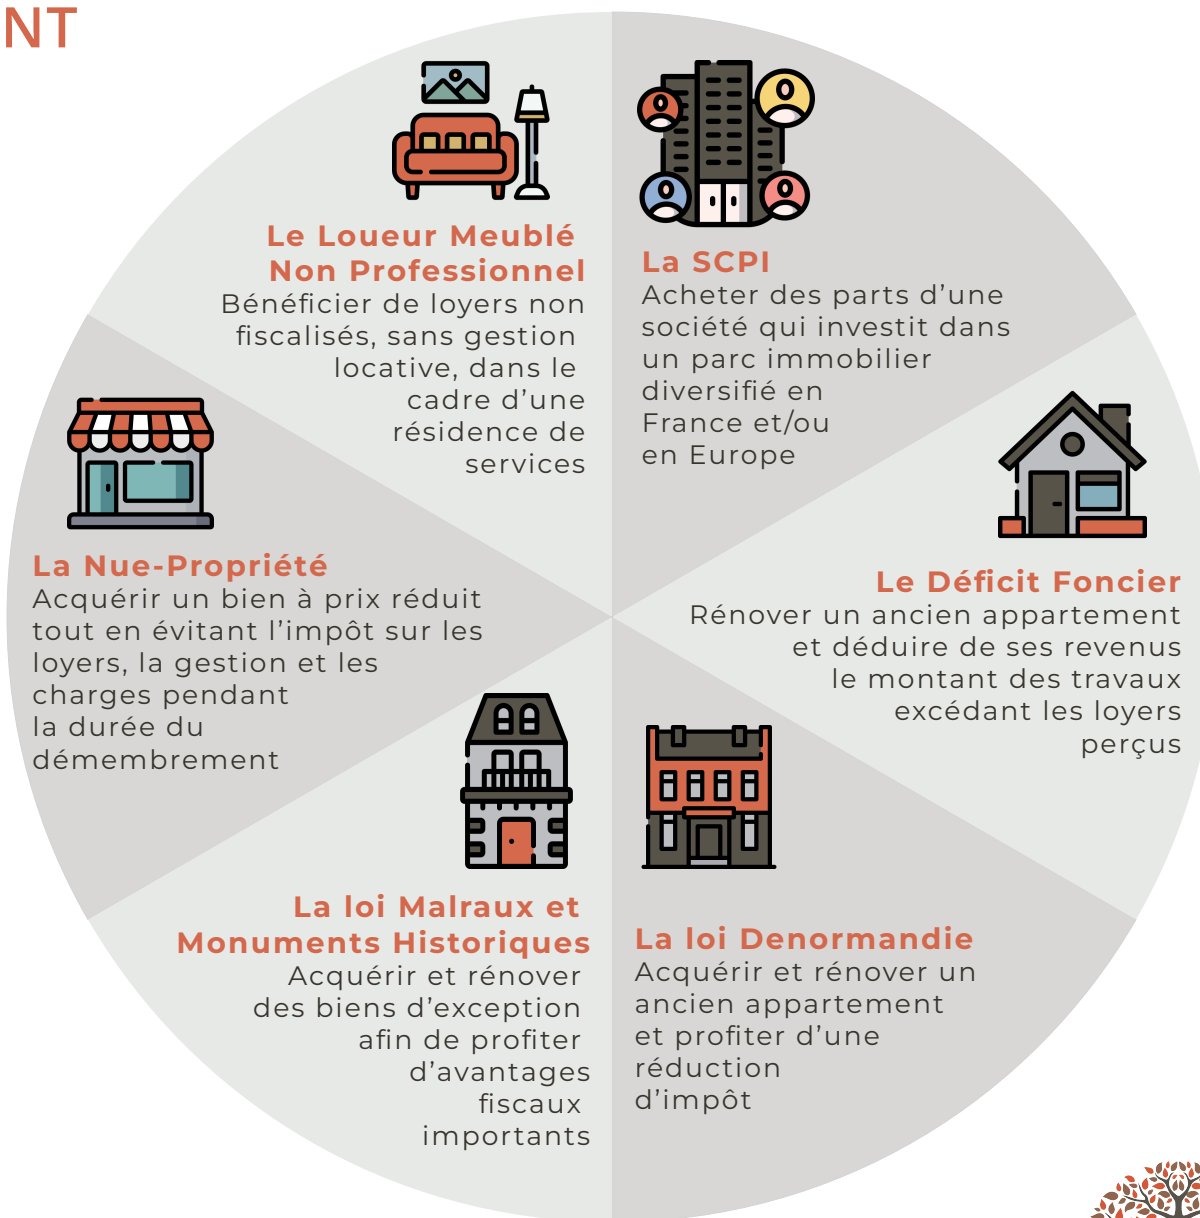 NT
Le Loueur Meublé
Non Professionnel
Bénéficier de loyers non
fiscalisés, sans gestion
locative, dans le
cadre d’une
résidence de
services
La SCPI
Acheter des parts d’une
société qui investit dans
un parc immobilier
diversifié en
France et/ou
en Europe
La Nue-Propriété
Acquérir un bien à prix réduit
tout en évitant l’impôt sur les
loyers, la gestion et les
charges pendant
la durée du
démembrement
Le Déficit Foncier
Rénover un ancien appartement
et déduire de ses revenus
le montant des travaux
excédant les loyers
perçus
La loi Malraux et
Monuments Historiques
Acquérir et rénover
des biens d’exception
afin de profiter
d’avantages
fiscaux
importants
La loi Denormandie
Acquérir et rénover un
ancien appartement
et profiter d’une
réduction
d’impôt